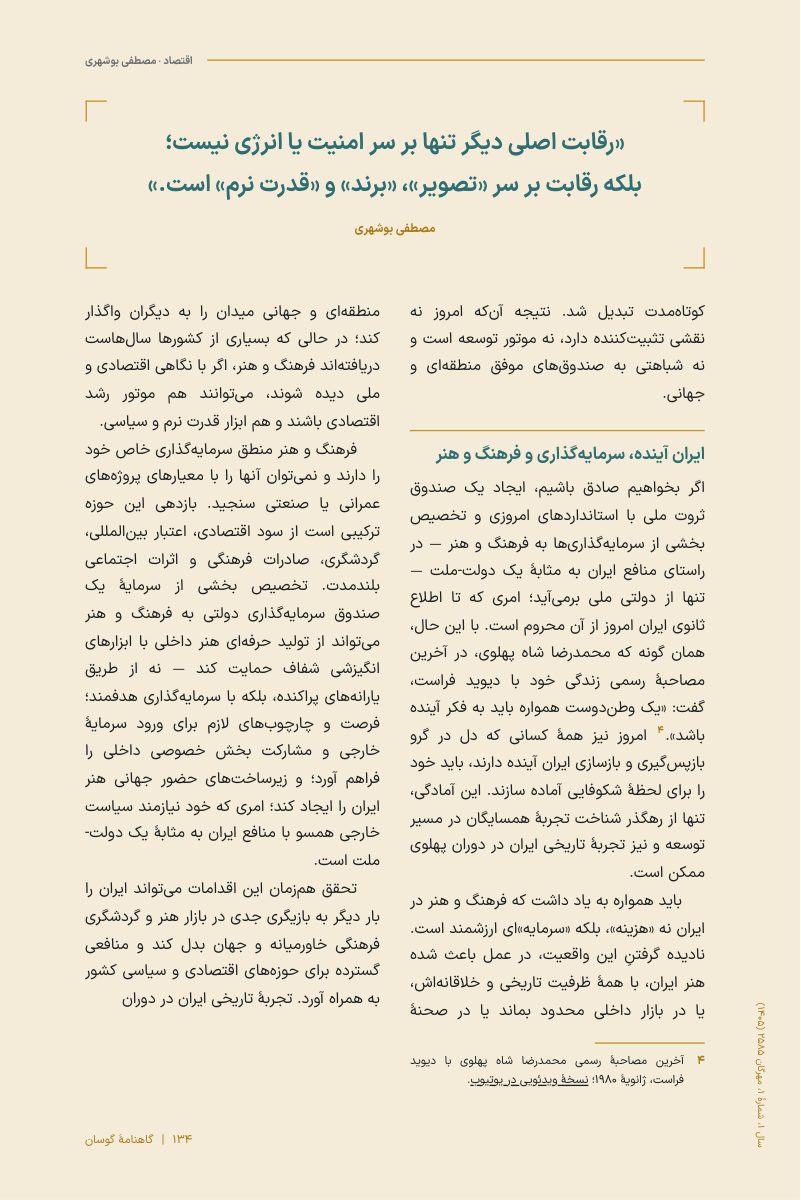 اقتصاد · مصطفی بوشهری
«رقابت اصلی دیگر تنها بر سر امنیت یا انرژی نیست؛
بلکه رقابت بر سر «تصویر»، «برند» و «قدرت نرم» است.»
مصطفی بوشهری
کوتاه‌مدت تبدیل شد. نتیجه آن‌که امروز نه
نقشی تثبیت‌کننده دارد، نه موتور توسعه است و
نه شباهتی به صندوق‌های موفق منطقه‌ای و
جهانی.
ایران آینده، سرمایه‌گذاری و فرهنگ و هنر
اگر بخواهیم صادق باشیم، ایجاد یک صندوق
ثروت ملی با استانداردهای امروزی و تخصیص
بخشی از سرمایه‌گذاری‌ها به فرهنگ و هنر — در
راستای منافع ایران به مثابهٔ یک دولت-ملت —
تنها از دولتی ملی برمی‌آید؛ امری که تا اطلاع
ثانوی ایران امروز از آن محروم است. با این حال،
همان گونه که محمدرضا شاه پهلوی، در آخرین
مصاحبهٔ رسمی زندگی خود با دیوید فراست،
گفت: «یک وطن‌دوست همواره باید به فکر آینده
باشد».۴ امروز نیز همهٔ کسانی که دل در گرو
بازپس‌گیری و بازسازی ایران آینده دارند، باید خود
را برای لحظهٔ شکوفایی آماده سازند. این آمادگی،
تنها از رهگذر شناخت تجربهٔ همسایگان در مسیر
توسعه و نیز تجربهٔ تاریخی ایران در دوران پهلوی
ممکن است.
باید همواره به یاد داشت که فرهنگ و هنر در
ایران نه «هزینه»، بلکه «سرمایه»‌ای ارزشمند است.
نادیده گرفتنِ این واقعیت، در عمل باعث شده
هنر ایران، با همهٔ ظرفیت تاریخی و خلاقانه‌اش،
یا در بازار داخلی محدود بماند یا در صحنهٔ
۴ آخرین مصاحبهٔ رسمی محمدرضا شاه پهلوی با دیوید
فراست، ژانویهٔ ۱۹۸۰؛ نسخهٔ ویدئویی در یوتیوب.
منطقه‌ای و جهانی میدان را به دیگران واگذار
کند؛ در حالی که بسیاری از کشورها سال‌هاست
دریافته‌اند فرهنگ و هنر، اگر با نگاهی اقتصادی و
ملی دیده شوند، می‌توانند هم موتور رشد
اقتصادی باشند و هم ابزار قدرت نرم و سیاسی.
فرهنگ و هنر منطق سرمایه‌گذاری خاص خود
را دارند و نمی‌توان آنها را با معیارهای پروژه‌های
عمرانی یا صنعتی سنجید. بازدهی این حوزه
ترکیبی است از سود اقتصادی، اعتبار بین‌المللی،
گردشگری، صادرات فرهنگی و اثرات اجتماعی
بلندمدت. تخصیص بخشی از سرمایهٔ یک
صندوق سرمایه‌گذاری دولتی به فرهنگ و هنر
می‌تواند از تولید حرفه‌ای هنر داخلی با ابزارهای
انگیزشی شفاف حمایت کند — نه از طریق
یارانه‌های پراکنده، بلکه با سرمایه‌گذاری هدفمند؛
فرصت و چارچوب‌های لازم برای ورود سرمایهٔ
خارجی و مشارکت بخش خصوصی داخلی را
فراهم آورد؛ و زیرساخت‌های حضور جهانی هنر
ایران را ایجاد کند؛ امری که خود نیازمند سیاست
خارجی همسو با منافع ایران به مثابهٔ یک دولت-
ملت است.
تحقق هم‌زمان این اقدامات می‌تواند ایران را
بار دیگر به بازیگری جدی در بازار هنر و گردشگری
فرهنگی خاورمیانه و جهان بدل کند و منافعی
گسترده برای حوزه‌های اقتصادی و سیاسی کشور
به همراه آورد. تجربهٔ تاریخی ایران در دوران
سال ۱، شمارهٔ ۱، مهرگان ۲۵۸۵ (۱۴۰۵)
۱۳۴ | گاهنامهٔ گوسان